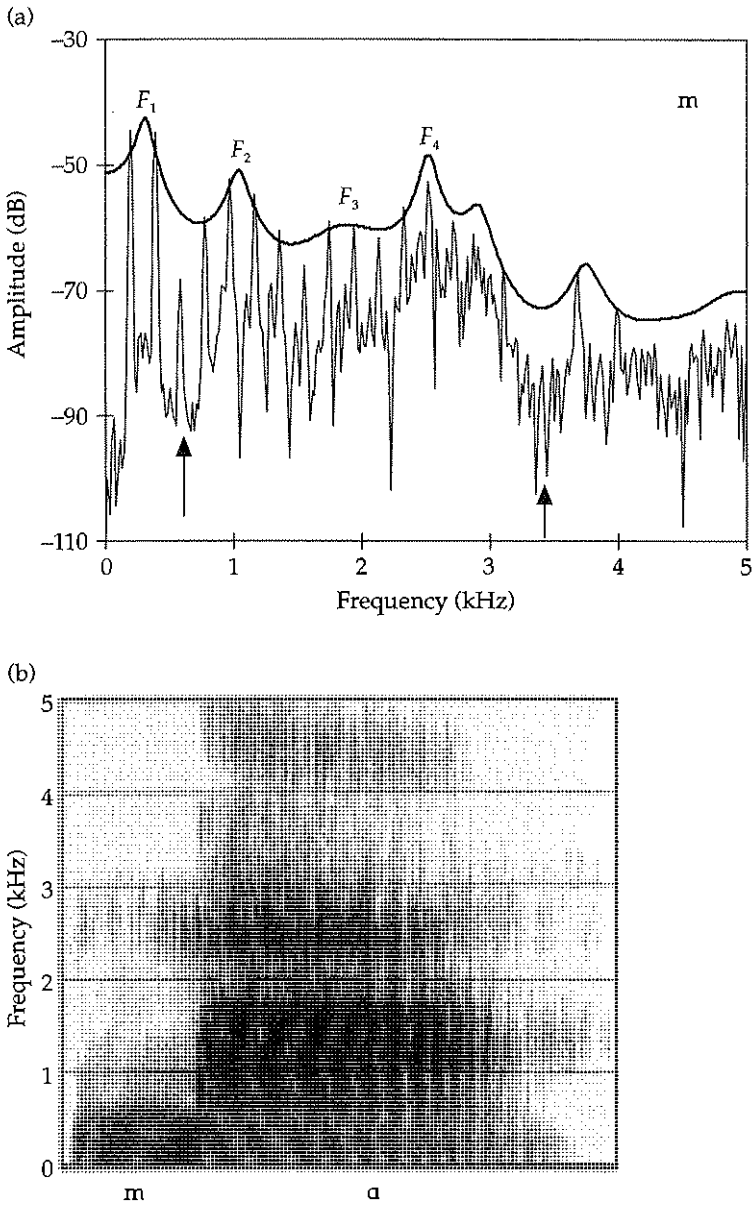 (a)
–30
–50
–70
–90
–110
Amplitude (dB)
F1
F2
F3
F4
m
0 1 2 3 4 5
Frequency (kHz)
(b)
5
4
3
2
1
0
Frequency (kHz)
m ɑ